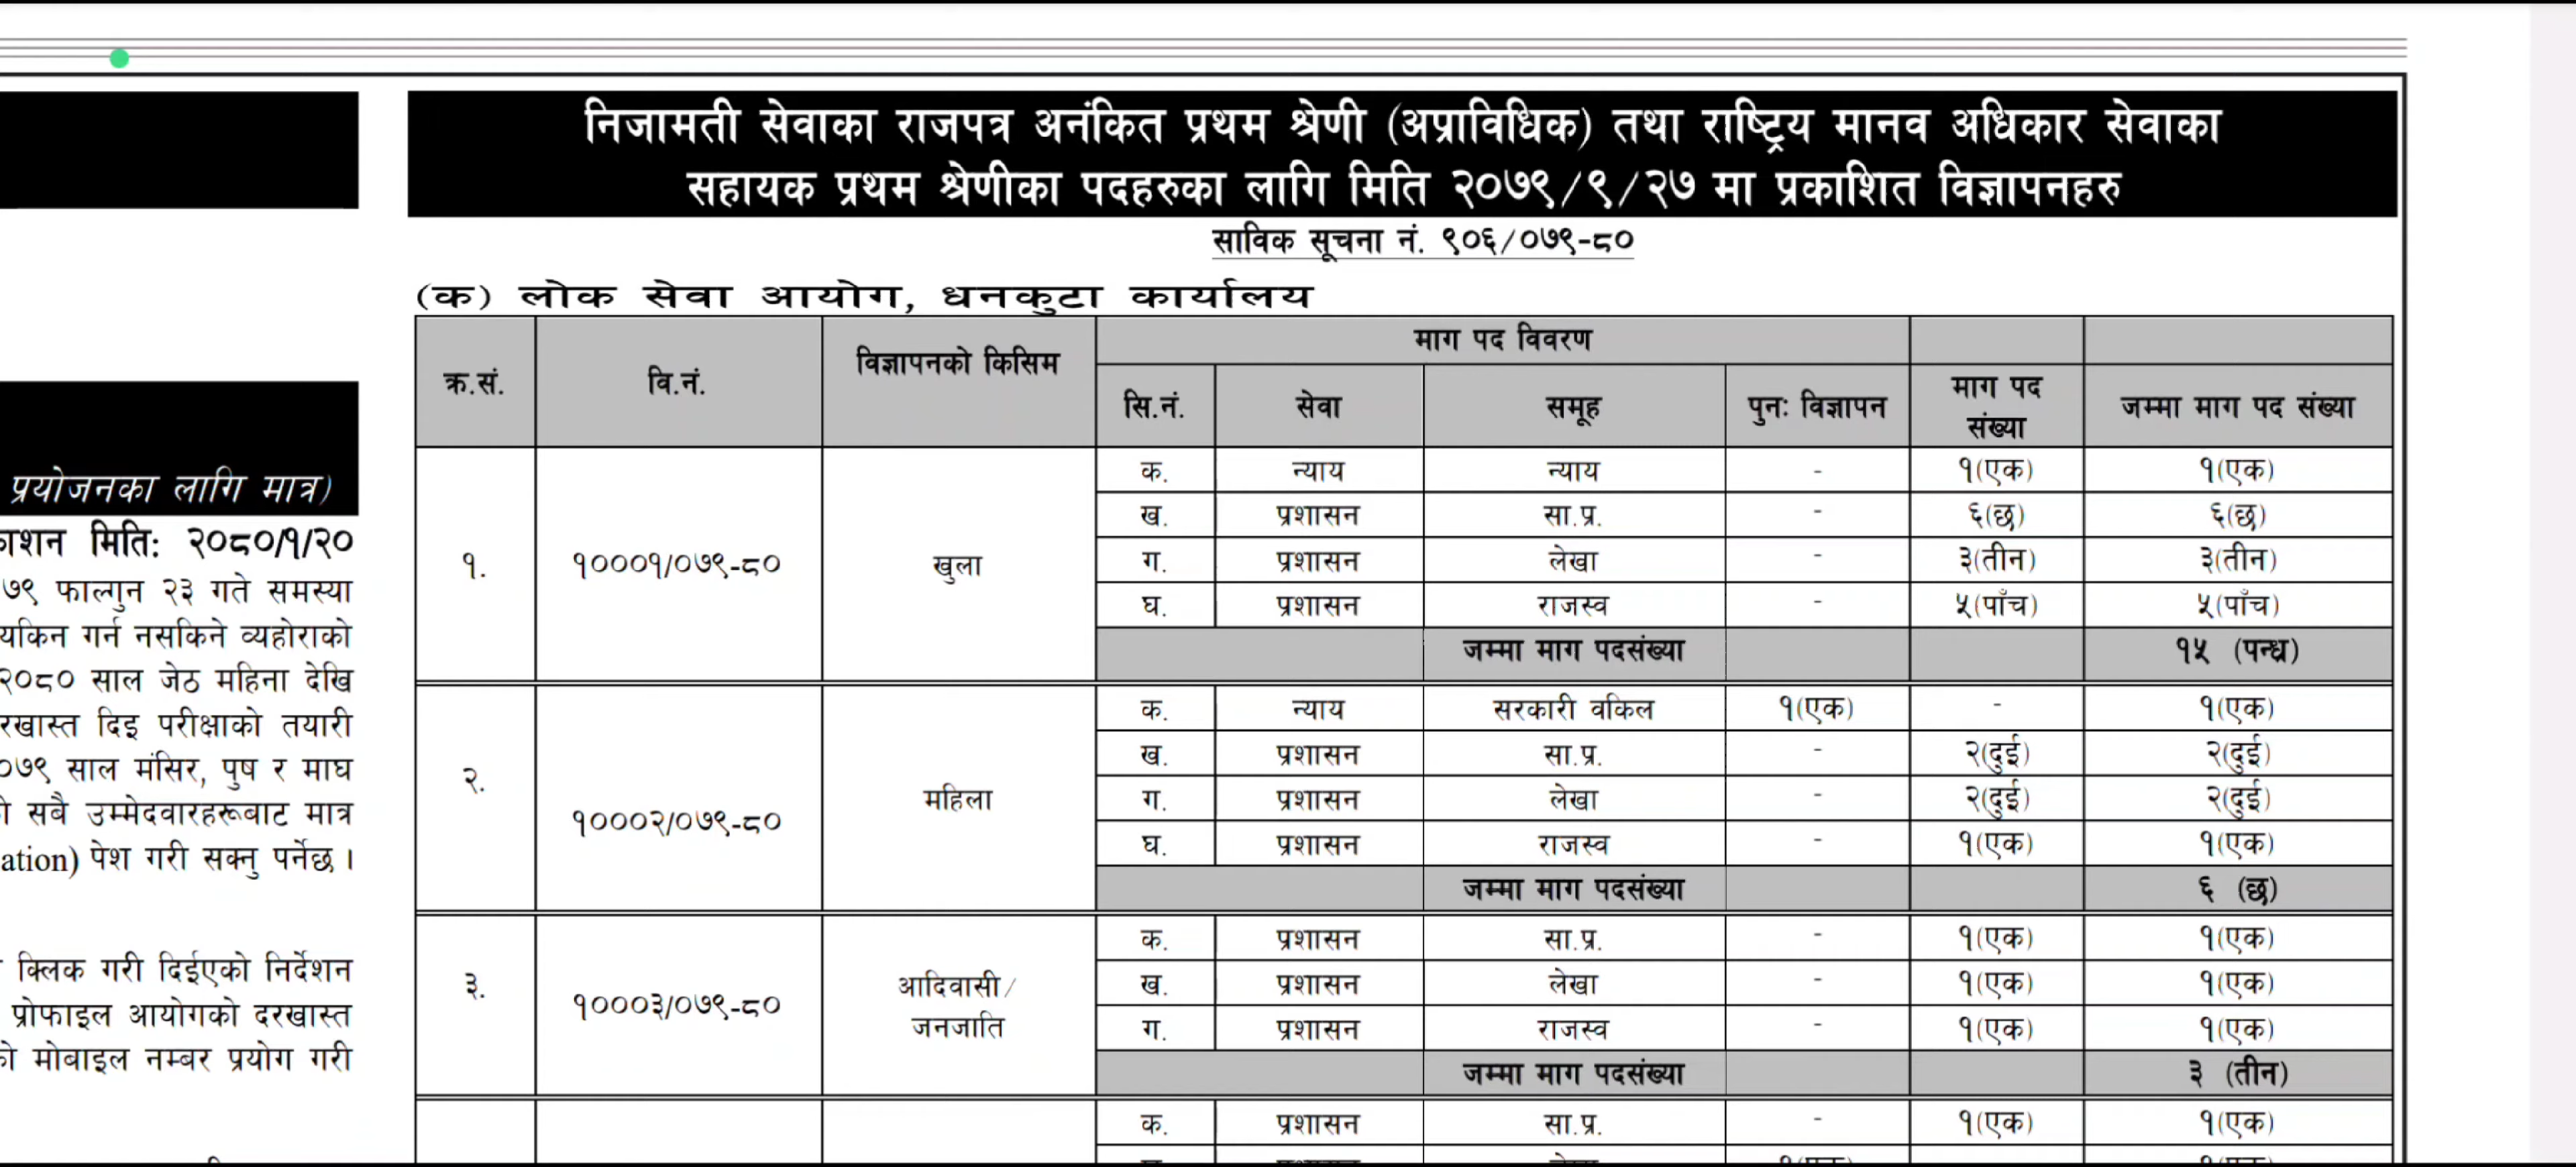 निजामती सेवाका राजपत्र अनंकित प्रथम श्रेणी (अप्राविधिक) तथा राष्ट्रिय मानव अधिकार सेवाका
सहायक प्रथम श्रेणीका पदहरुका लागि मिति २०७९/९/२७ मा प्रकाशित विज्ञापनहरु
साविक सूचना नं. ९०६/०७९-८०
(क) लोक सेवा आयोग, धनकुटा कार्यालय
क्र.सं. वि.नं. विज्ञापनको किसिम माग पद विवरण
सि.नं. सेवा समूह पुनः विज्ञापन माग पद संख्या जम्मा माग पद संख्या
१. १०००१/०७९-८० खुला
क. न्याय न्याय - १(एक) १(एक)
ख. प्रशासन सा.प्र. - ६(छ) ६(छ)
ग. प्रशासन लेखा - ३(तीन) ३(तीन)
घ. प्रशासन राजस्व - ५(पाँच) ५(पाँच)
जम्मा माग पदसंख्या १५ (पन्ध्र)
२. १०००२/०७९-८० महिला
क. न्याय सरकारी वकिल १(एक) - १(एक)
ख. प्रशासन सा.प्र. - २(दुई) २(दुई)
ग. प्रशासन लेखा - २(दुई) २(दुई)
घ. प्रशासन राजस्व - १(एक) १(एक)
जम्मा माग पदसंख्या ६ (छ)
३. १०००३/०७९-८० आदिवासी/
जनजाति
क. प्रशासन सा.प्र. - १(एक) १(एक)
ख. प्रशासन लेखा - १(एक) १(एक)
ग. प्रशासन राजस्व - १(एक) १(एक)
जम्मा माग पदसंख्या ३ (तीन)
क. प्रशासन सा.प्र. - १(एक) १(एक)
प्रयोजनका लागि मात्र)
मिति: २०८०/१/२०
फाल्गुन २३ गते समस्या
गर्न नसकिने व्यहोराको
२०८० साल जेठ महिना देखि
दिइ परीक्षाको तयारी
साल मंसिर, पुष र माघ
सबै उम्मेदवारहरूबाट मात्र
ation) पेश गरी सक्नु पर्नेछ ।
क्लिक गरी दिईएको निर्देशन
प्रोफाइल आयोगको दरखास्त
मोबाइल नम्बर प्रयोग गरी